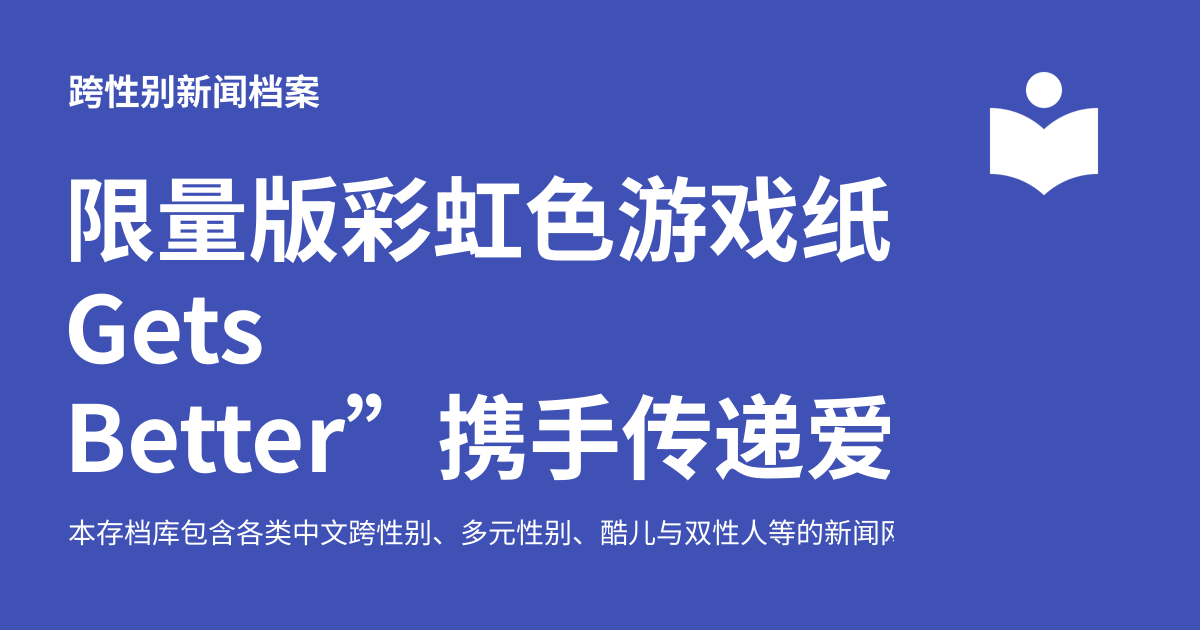 跨性别新闻档案
限量版彩虹色游戏纸
Gets
Better”携手传递爱
本存档库包含各类中文跨性别、多元性别、酷儿与双性人等的新闻网